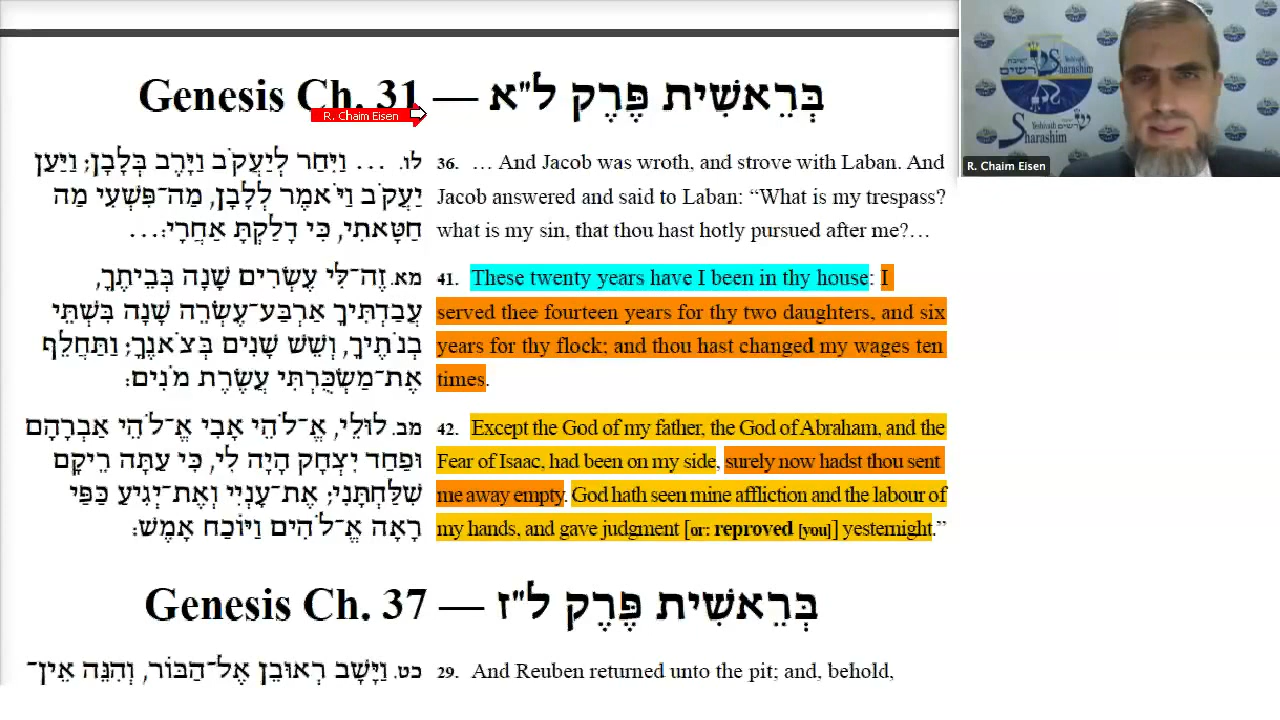 Genesis Ch. 31 — בְּרֵאשִׁית פֶּרֶק ל"א
R. Chaim Eisen
לו. ... וַיִּחַר לְיַעֲקֹב וַיָּרֶב בְּלָבָן; וַיַּעַן
יַעֲקֹב וַיֹּאמֶר לְלָבָן, מַה־פִּשְׁעִי מַה
חַטָּאתִי, כִּי דָלַקְתָּ אַחֲרָי:...
36. ... And Jacob was wroth, and strove with Laban. And
Jacob answered and said to Laban: “What is my trespass?
what is my sin, that thou hast hotly pursued after me?...
מא. זֶה־לִּי עֶשְׂרִים שָׁנָה בְּבֵיתֶךָ,
עֲבַדְתִּיךָ אַרְבַּע־עֶשְׂרֵה שָׁנָה בִּשְׁתֵּי
בְנֹתֶיךָ, וְשֵׁשׁ שָׁנִים בְּצֹאנֶךָ; וַתַּחֲלֵף
אֶת־מַשְׂכֻּרְתִּי עֲשֶׂרֶת מֹנִים:
41. These twenty years have I been in thy house: I
served thee fourteen years for thy two daughters, and six
years for thy flock; and thou hast changed my wages ten
times.
מב. לוּלֵי, אֱ־לֹהֵי אָבִי אֱ־לֹהֵי אַבְרָהָם
וּפַחַד יִצְחָק הָיָה לִי, כִּי עַתָּה רֵיקָם
שִׁלַּחְתָּנִי; אֶת־עָנְיִי וְאֶת־יְגִיעַ כַּפַּי
רָאָה אֱ־לֹהִים וַיּוֹכַח אָמֶשׁ:
42. Except the God of my father, the God of Abraham, and the
Fear of Isaac, had been on my side, surely now hadst thou sent
me away empty. God hath seen mine affliction and the labour of
my hands, and gave judgment [or: reproved [you]] yesternight.”
Genesis Ch. 37 — בְּרֵאשִׁית פֶּרֶק ל"ז
כט. וַיָּשָׁב רְאוּבֵן אֶל־הַבּוֹר, וְהִנֵּה אֵין־
29. And Reuben returned unto the pit; and, behold,
Yeshivath
Sharashim
R. Chaim Eisen